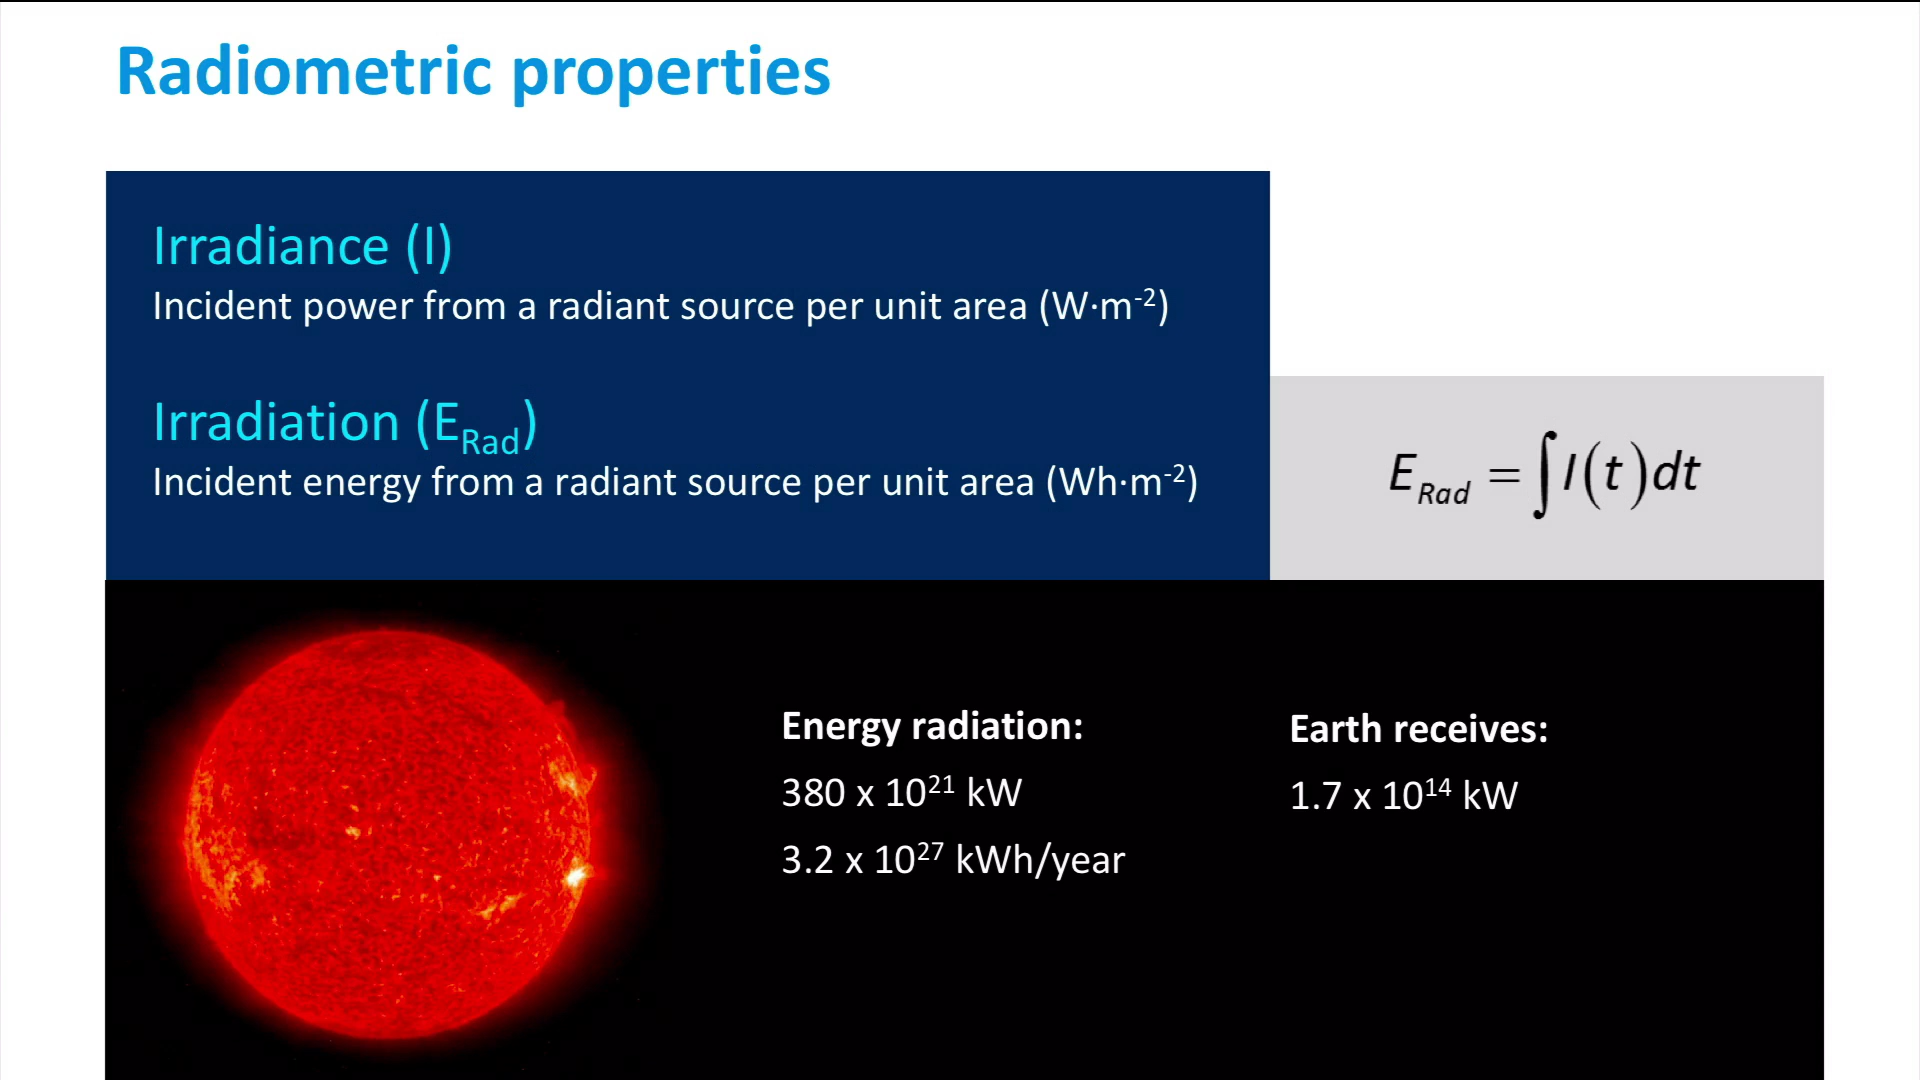 Radiometric properties
Irradiance (I)
Incident power from a radiant source per unit area (W·m⁻²)
Irradiation (E_Rad)
Incident energy from a radiant source per unit area (Wh·m⁻²)
E_Rad = ∫I(t)dt
Energy radiation:
380 x 10²¹ kW
3.2 x 10²⁷ kWh/year
Earth receives:
1.7 x 10¹⁴ kW